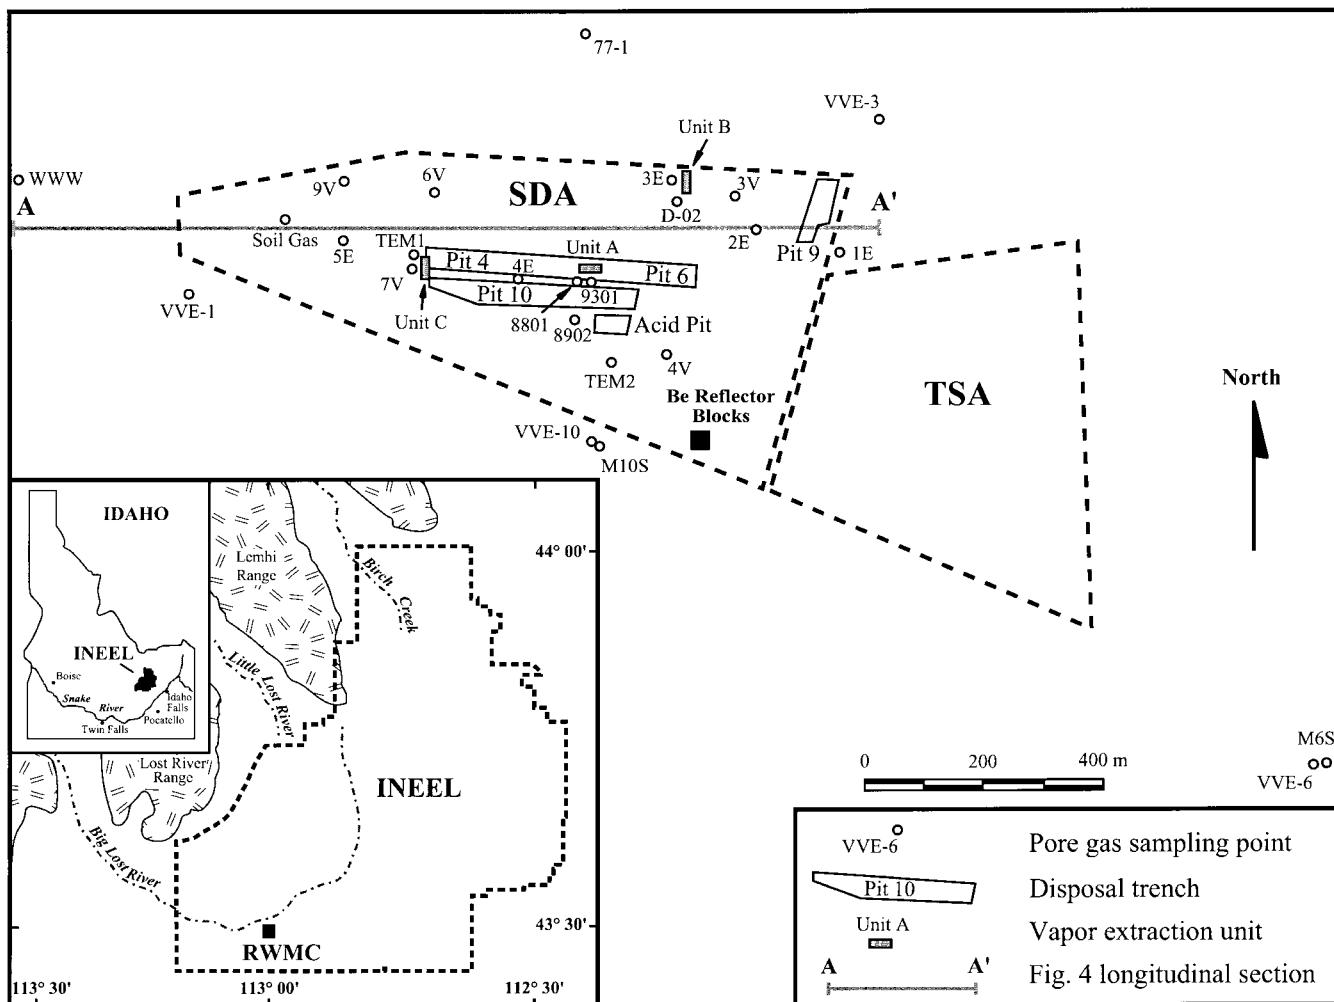 77-1
VVE-3
Unit B
WWW
9V
6V
SDA
3E
3V
A
A'
D-02
Soil Gas
5E
TEM1
Unit A
2E
Pit 9
1E
Pit 4
4E
Pit 6
7V
Pit 10
9301
VVE-1
Unit C
8801
8902
Acid Pit
TEM2
4V
TSA
North
Be Reflector
Blocks
VVE-10
M10S
IDAHO
INEEL
Boise
Snake
River
Idaho
Falls
Pocatello
Twin Falls
Lemhi
Range
Birch
Creek
44° 00'
Little Lost River
Lost River
Range
INEEL
Big Lost River
43° 30'
RWMC
113° 30'
113° 00'
112° 30'
0 200 400 m
M6S
VVE-6
VVE-6
Pore gas sampling point
Pit 10
Disposal trench
Unit A
Vapor extraction unit
A A'
Fig. 4 longitudinal section